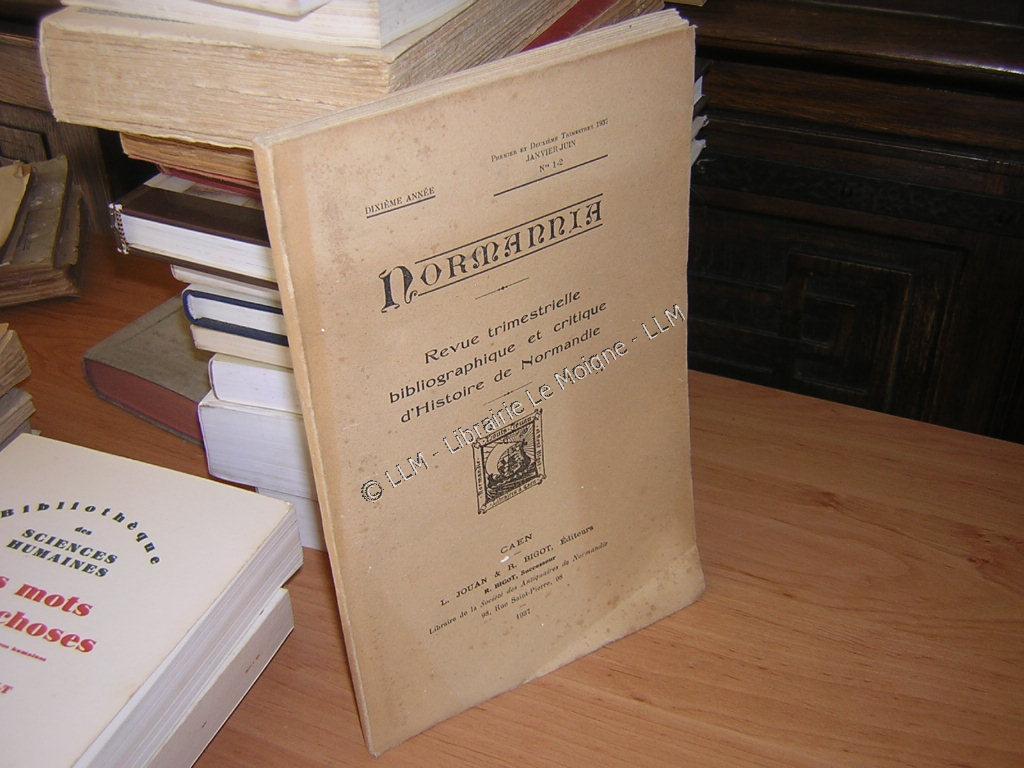 DIXIÈME ANNÉE
PREMIER ET DEUXIÈME TRIMESTRES 1937
JANVIER-JUIN
Nos 1-2
NORMANNIA
Revue trimestrielle
bibliographique et critique
d'Histoire de Normandie
CAEN
L. JOUAN & R. BIGOT, Éditeurs
R. BIGOT, Successeur
Libraire de la Société des Antiquaires de Normandie
98, Rue Saint-Pierre, 98
1937
© LLM - Librairie Le Moigne - LLM
Bibliothèque
des
SCIENCES
HUMAINES
s mots
choses